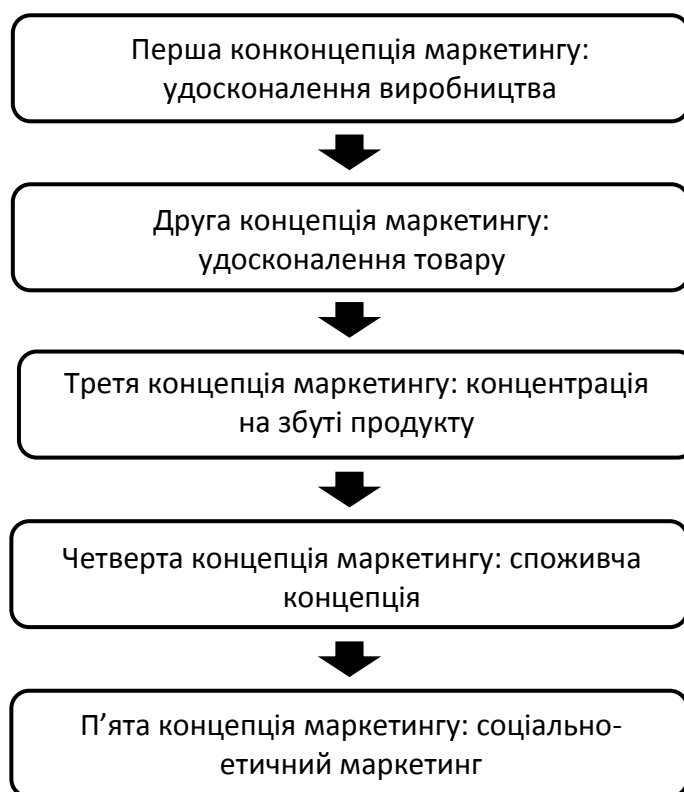 Перша конконцепція маркетингу:
удосконалення виробництва
Друга концепція маркетингу:
удосконалення товару
Третя концепція маркетингу: концентрація
на збуті продукту
Четверта концепція маркетингу: споживча
концепція
П’ята концепція маркетингу: соціально-
етичний маркетинг